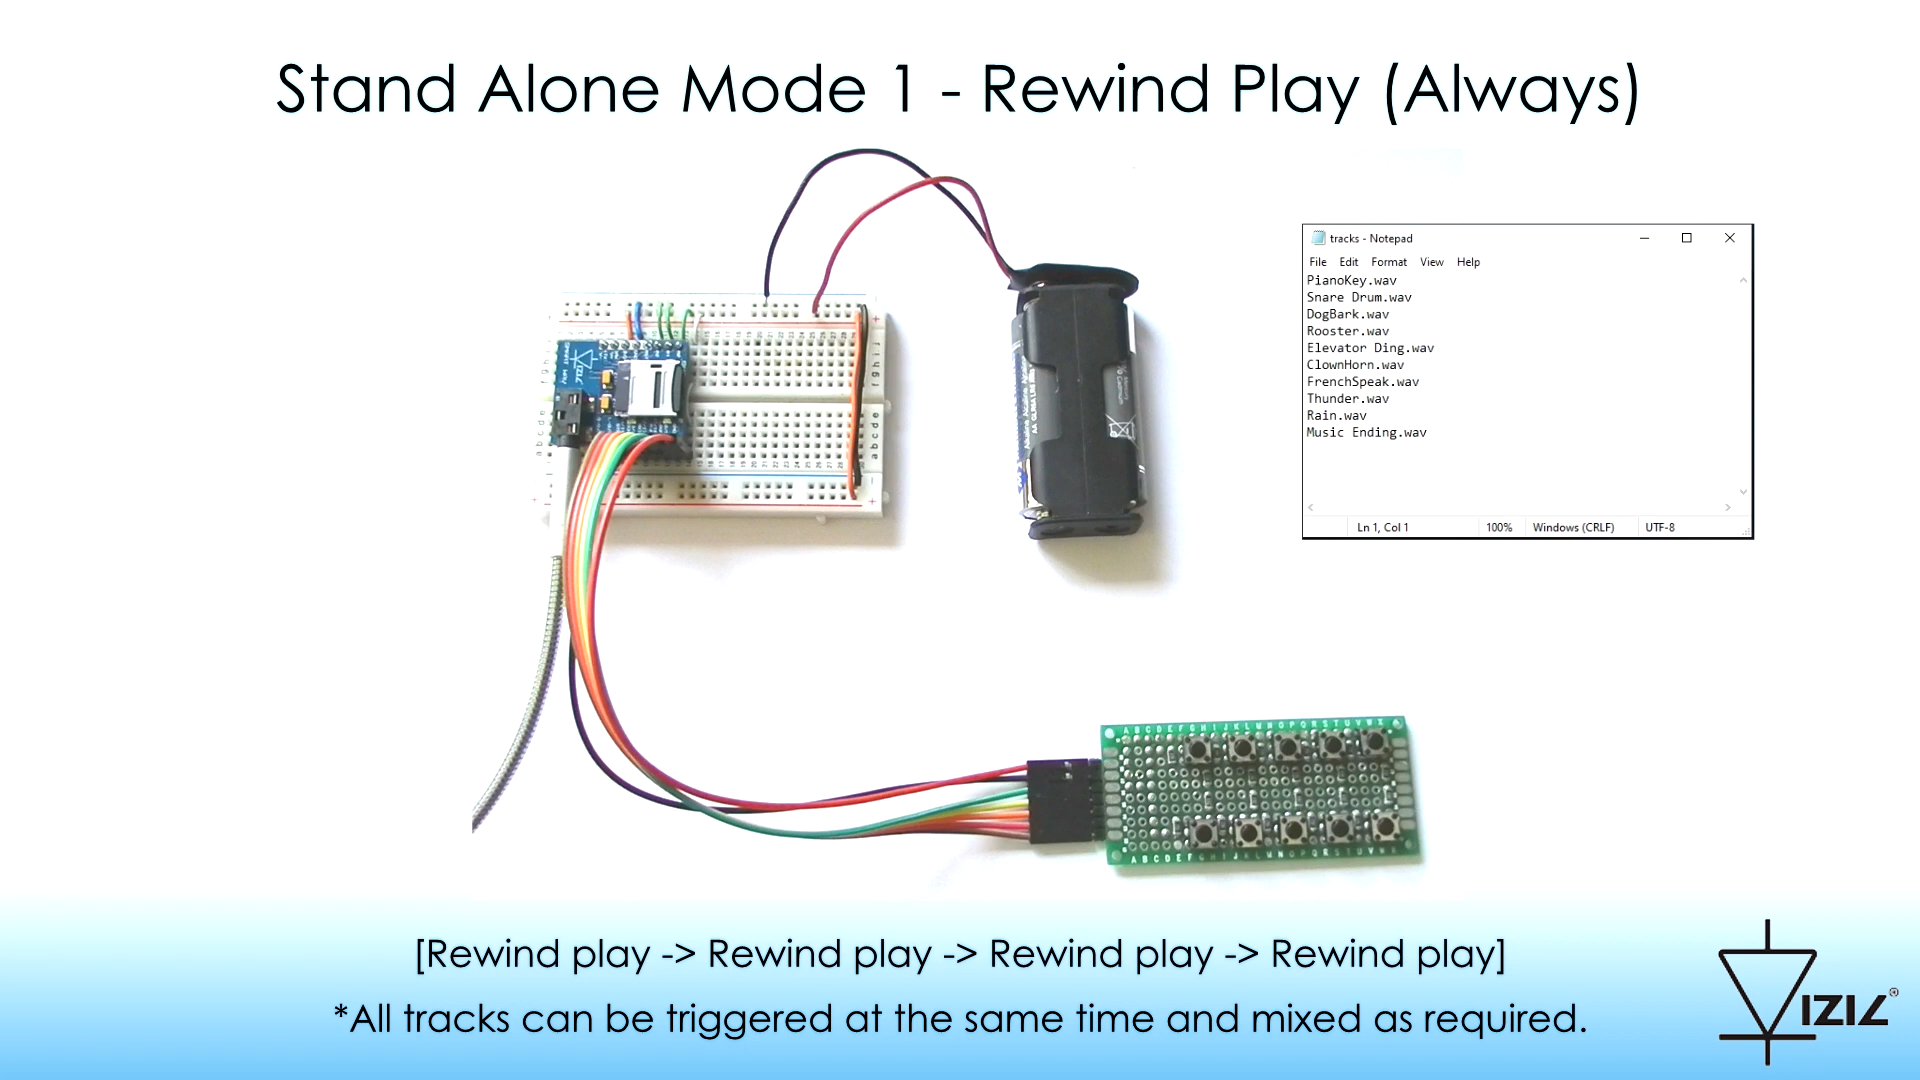 Stand Alone Mode 1 - Rewind Play (Always)
tracks - Notepad
File Edit Format View Help
PianoKey.wav
Snare Drum.wav
DogBark.wav
Rooster.wav
Elevator Ding.wav
ClownHorn.wav
FrenchSpeak.wav
Thunder.wav
Rain.wav
Music Ending.wav
Ln 1, Col 1 100% Windows (CRLF) UTF-8
[Rewind play -> Rewind play -> Rewind play -> Rewind play]
*All tracks can be triggered at the same time and mixed as required.
VIZIC®